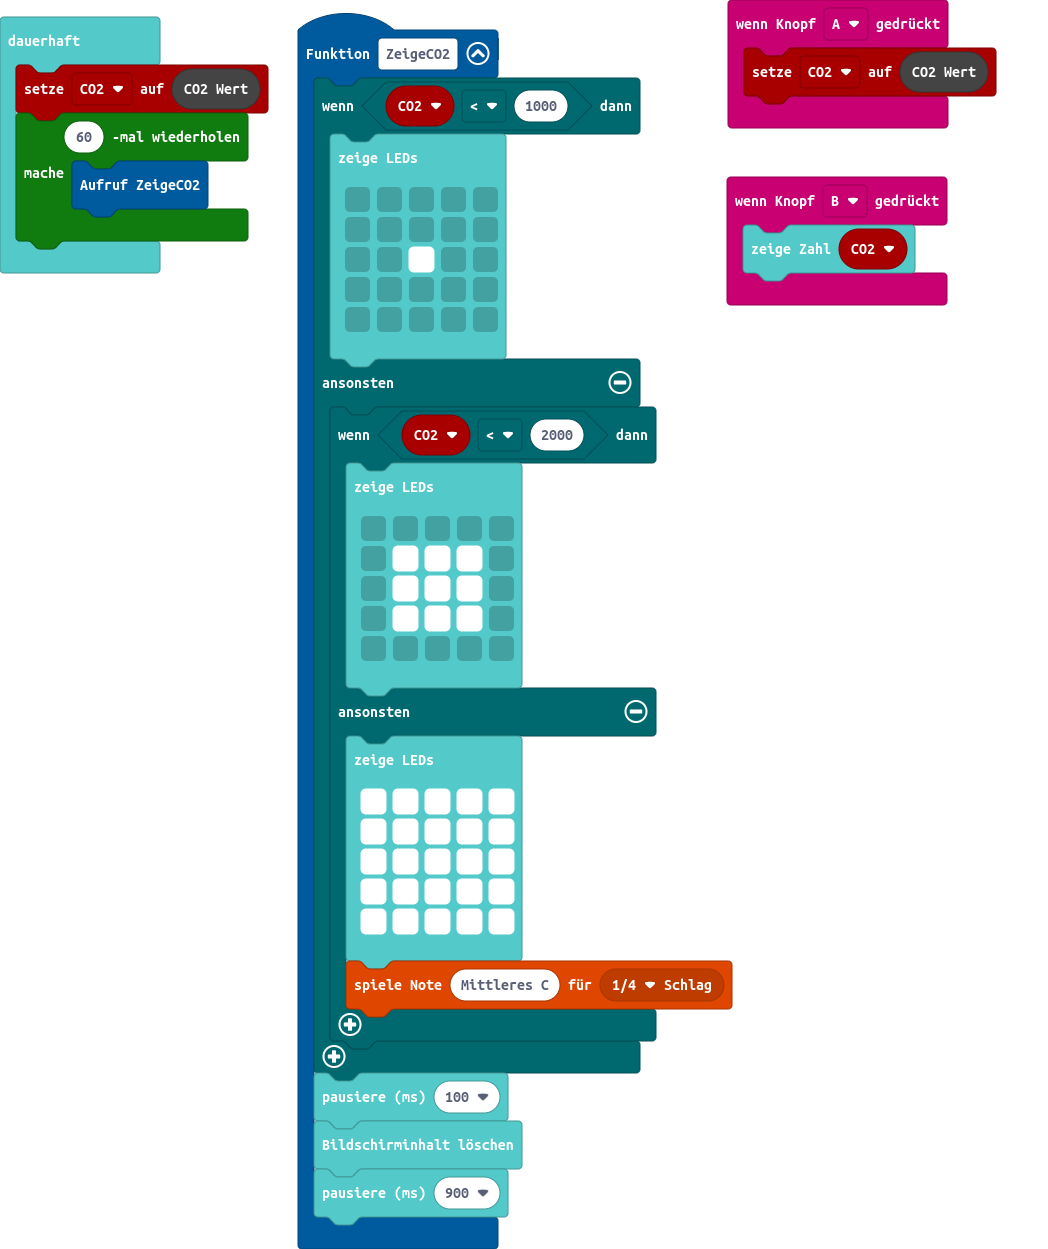 dauerhaft
setze CO2 auf CO2 Wert
60 -mal wiederholen
mache
Aufruf ZeigeCO2
Funktion ZeigeCO2
wenn CO2 < 1000 dann
zeige LEDs
ansonsten
wenn CO2 < 2000 dann
zeige LEDs
ansonsten
zeige LEDs
spiele Note Mittleres C für 1/4 Schlag
pausiere (ms) 100
Bildschirminhalt löschen
pausiere (ms) 900
wenn Knopf A gedrückt
setze CO2 auf CO2 Wert
wenn Knopf B gedrückt
zeige Zahl CO2